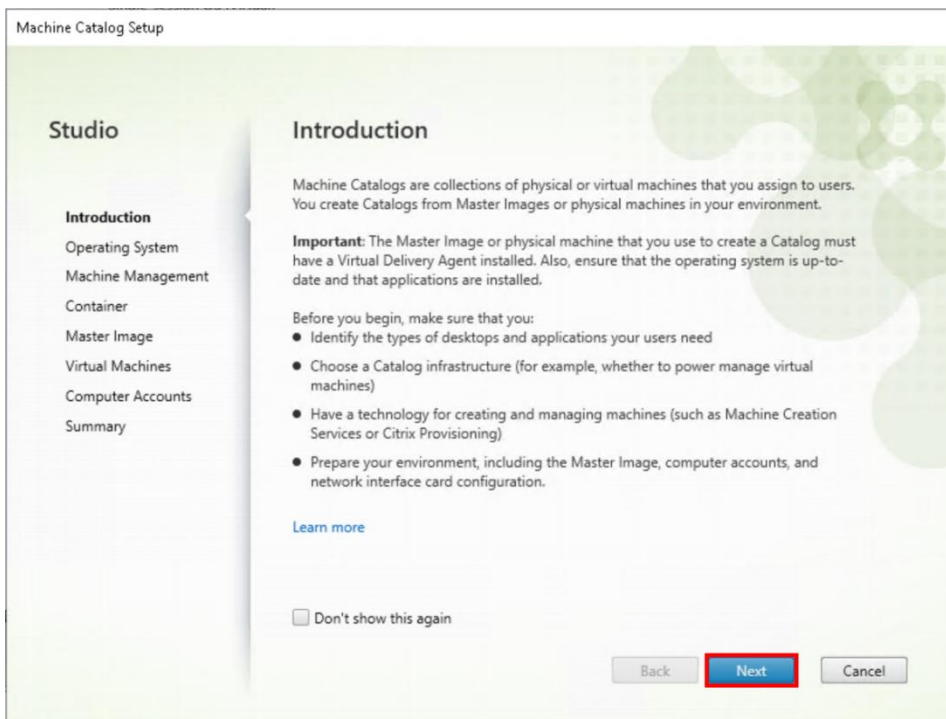 Machine Catalog Setup
Studio
Introduction
Operating System
Machine Management
Container
Master Image
Virtual Machines
Computer Accounts
Summary
Introduction
Machine Catalogs are collections of physical or virtual machines that you assign to users.
You create Catalogs from Master Images or physical machines in your environment.
Important: The Master Image or physical machine that you use to create a Catalog must
have a Virtual Delivery Agent installed. Also, ensure that the operating system is up-to-
date and that applications are installed.
Before you begin, make sure that you:
● Identify the types of desktops and applications your users need
● Choose a Catalog infrastructure (for example, whether to power manage virtual
machines)
● Have a technology for creating and managing machines (such as Machine Creation
Services or Citrix Provisioning)
● Prepare your environment, including the Master Image, computer accounts, and
network interface card configuration.
Learn more
Don't show this again
Back
Next
Cancel